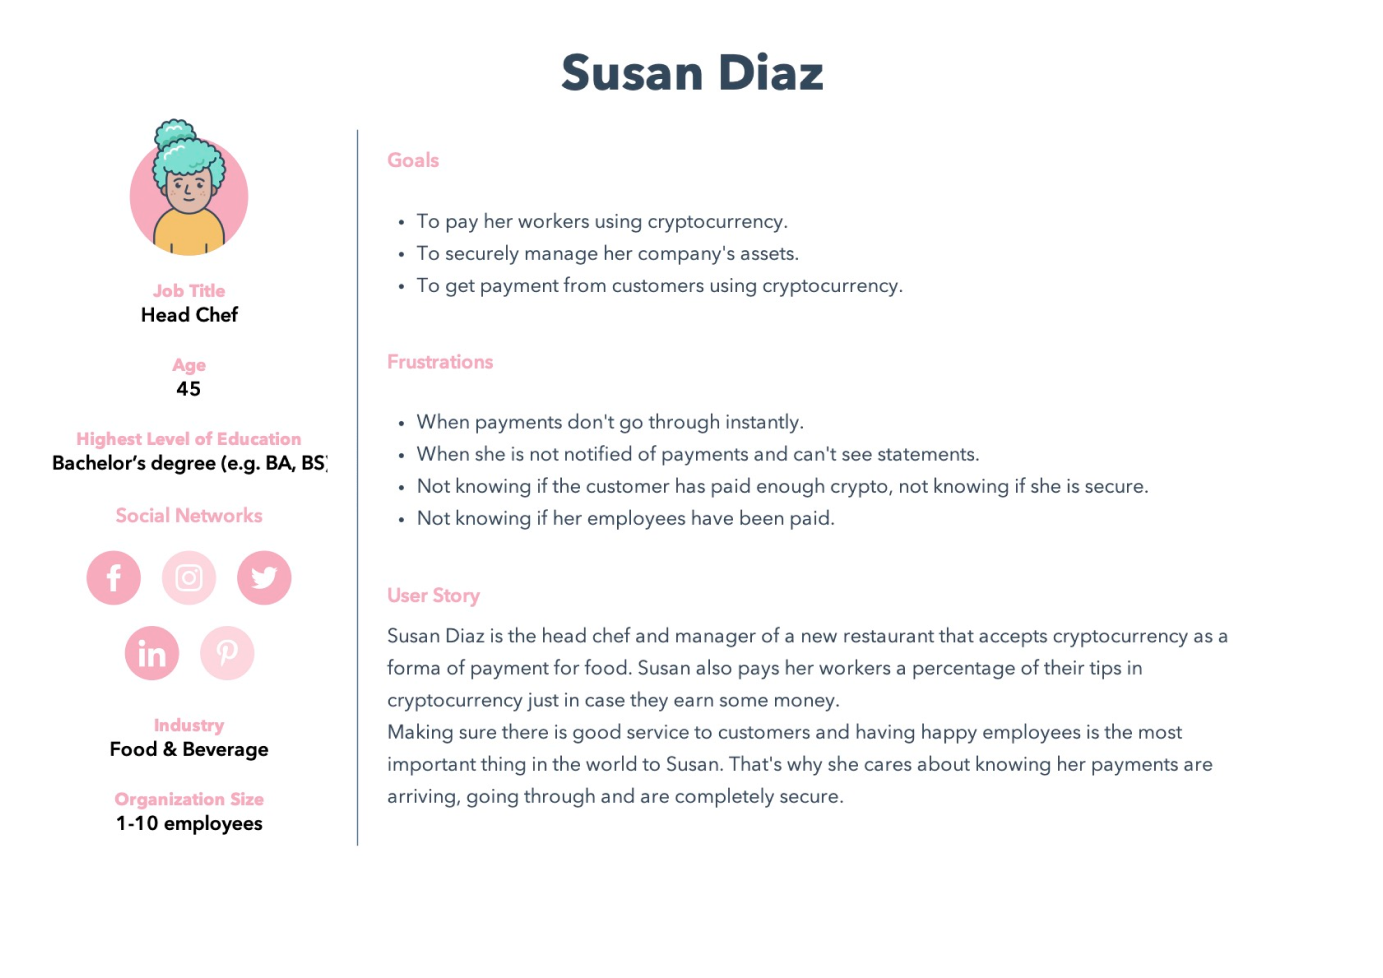 Susan Diaz
Job Title
Head Chef
Age
45
Highest Level of Education
Bachelor’s degree (e.g. BA, BS)
Social Networks
f
in
Industry
Food & Beverage
Organization Size
1-10 employees
Goals
• To pay her workers using cryptocurrency.
• To securely manage her company's assets.
• To get payment from customers using cryptocurrency.
Frustrations
• When payments don't go through instantly.
• When she is not notified of payments and can't see statements.
• Not knowing if the customer has paid enough crypto, not knowing if she is secure.
• Not knowing if her employees have been paid.
User Story
Susan Diaz is the head chef and manager of a new restaurant that accepts cryptocurrency as a
forma of payment for food. Susan also pays her workers a percentage of their tips in
cryptocurrency just in case they earn some money.
Making sure there is good service to customers and having happy employees is the most
important thing in the world to Susan. That's why she cares about knowing her payments are
arriving, going through and are completely secure.